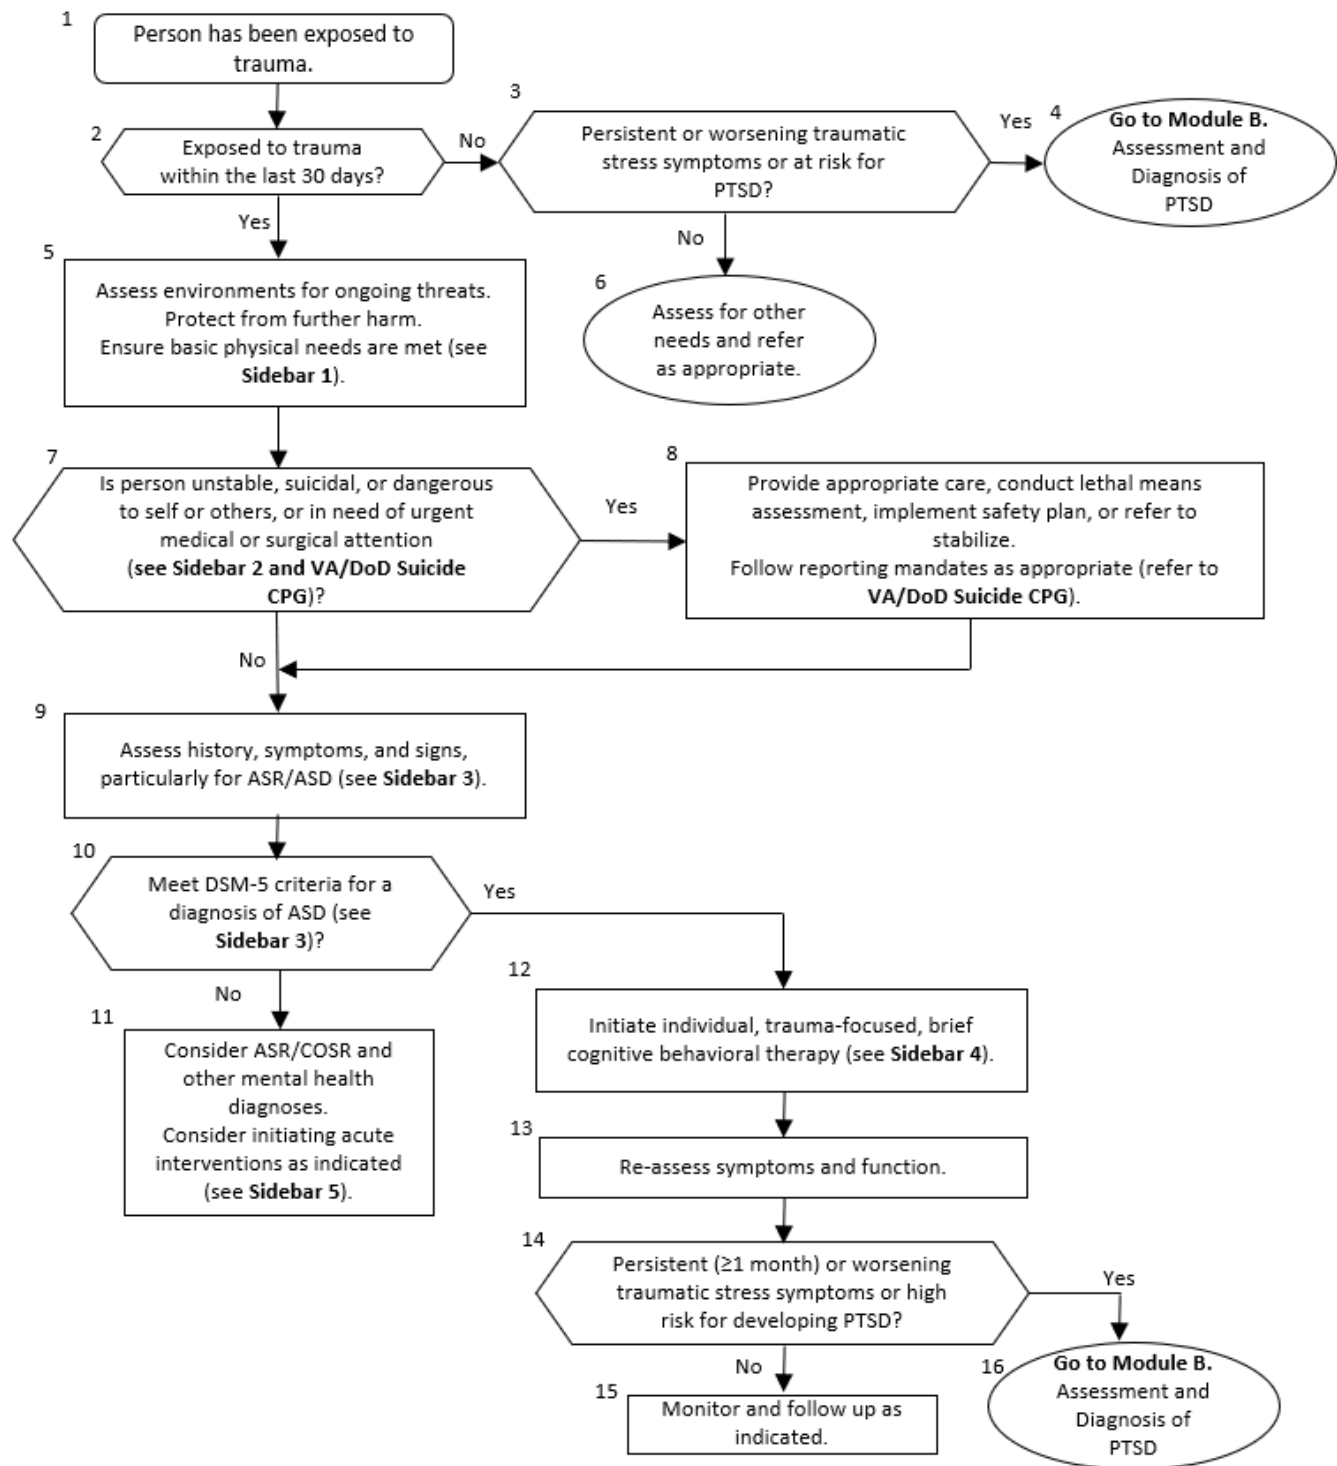 1
Person has been exposed to
trauma.
2
Exposed to trauma
within the last 30 days?
No
3
Persistent or worsening traumatic
stress symptoms or at risk for
PTSD?
Yes
4
Go to Module B.
Assessment and
Diagnosis of
PTSD
Yes
No
5
Assess environments for ongoing threats.
Protect from further harm.
Ensure basic physical needs are met (see
Sidebar 1).
6
Assess for other
needs and refer
as appropriate.
7
Is person unstable, suicidal, or dangerous
to self or others, or in need of urgent
medical or surgical attention
(see Sidebar 2 and VA/DoD Suicide
CPG)?
Yes
8
Provide appropriate care, conduct lethal means
assessment, implement safety plan, or refer to
stabilize.
Follow reporting mandates as appropriate (refer to
VA/DoD Suicide CPG).
No
9
Assess history, symptoms, and signs,
particularly for ASR/ASD (see Sidebar 3).
10
Meet DSM-5 criteria for a
diagnosis of ASD (see
Sidebar 3)?
Yes
No
11
Consider ASR/COSR and
other mental health
diagnoses.
Consider initiating acute
interventions as indicated
(see Sidebar 5).
12
Initiate individual, trauma-focused, brief
cognitive behavioral therapy (see Sidebar 4).
13
Re-assess symptoms and function.
14
Persistent (≥1 month) or worsening
traumatic stress symptoms or high
risk for developing PTSD?
Yes
No
15
Monitor and follow up as
indicated.
16
Go to Module B.
Assessment and
Diagnosis of
PTSD